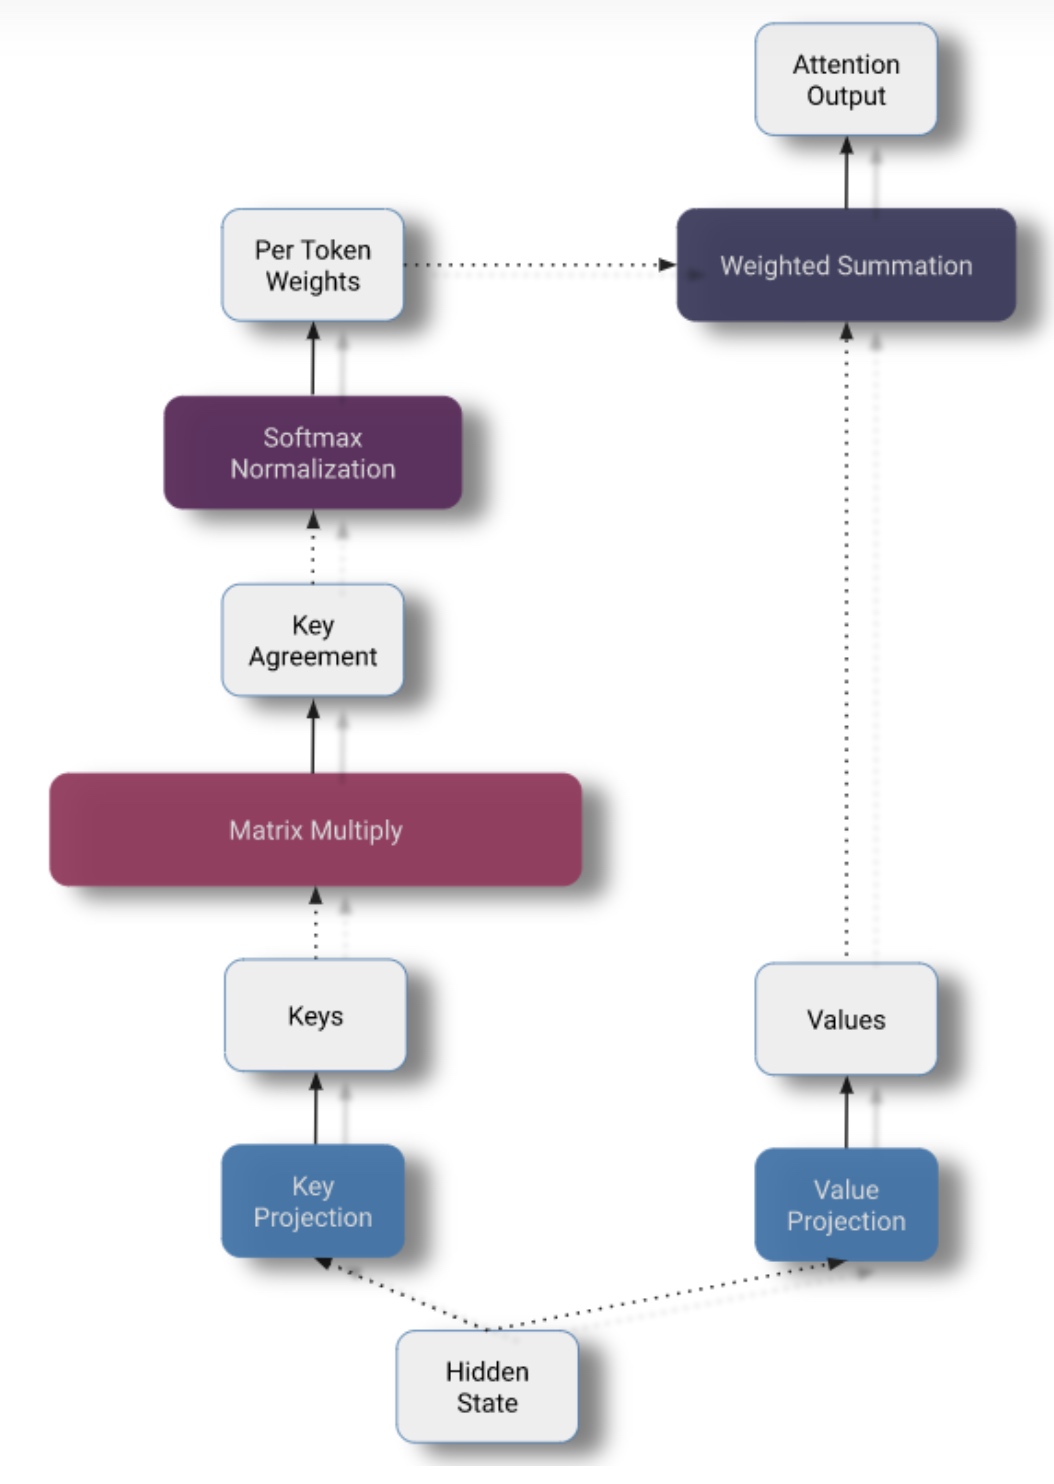 Attention
Output
Per Token
Weights
Weighted Summation
Softmax
Normalization
Key
Agreement
Matrix Multiply
Keys
Values
Key
Projection
Value
Projection
Hidden
State